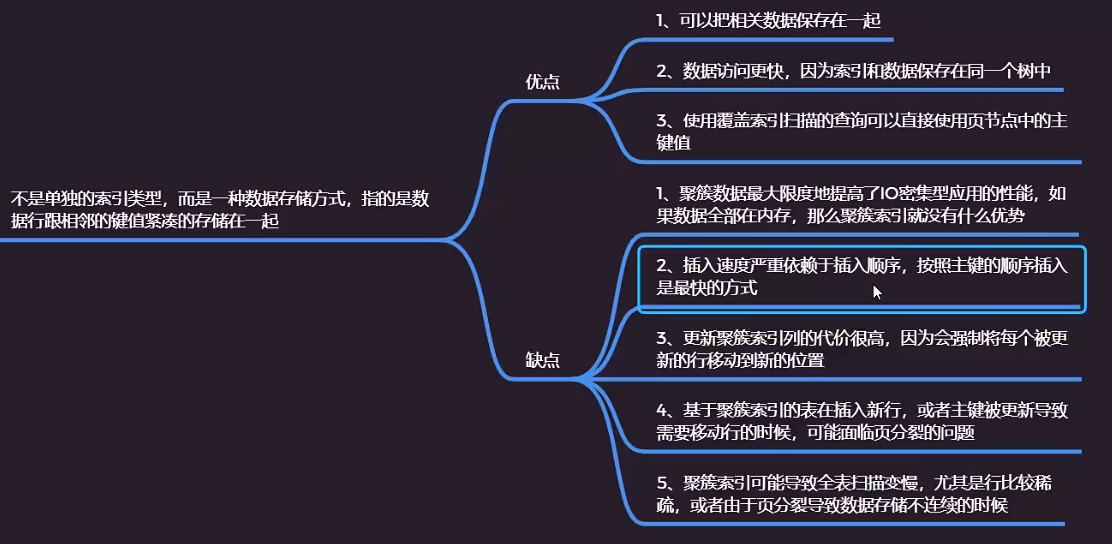 不是单独的索引类型，而是一种数据存储方式，指的是数
据行跟相邻的键值紧凑的存储在一起
优点
1、可以把相关数据保存在一起
2、数据访问更快，因为索引和数据保存在同一个树中
3、使用覆盖索引扫描的查询可以直接使用页节点中的主
键值
缺点
1、聚簇数据最大限度地提高了IO密集型应用的性能，如
果数据全部在内存，那么聚簇索引就没有什么优势
2、插入速度严重依赖于插入顺序，按照主键的顺序插入
是最快的方式
3、更新聚簇索引列的代价很高，因为会强制将每个被更
新的行移动到新的位置
4、基于聚簇索引的表在插入新行，或者主键被更新导致
需要移动行的时候，可能面临页分裂的问题
5、聚簇索引可能导致全表扫描变慢，尤其是行比较稀
疏，或者由于页分裂导致数据存储不连续的时候